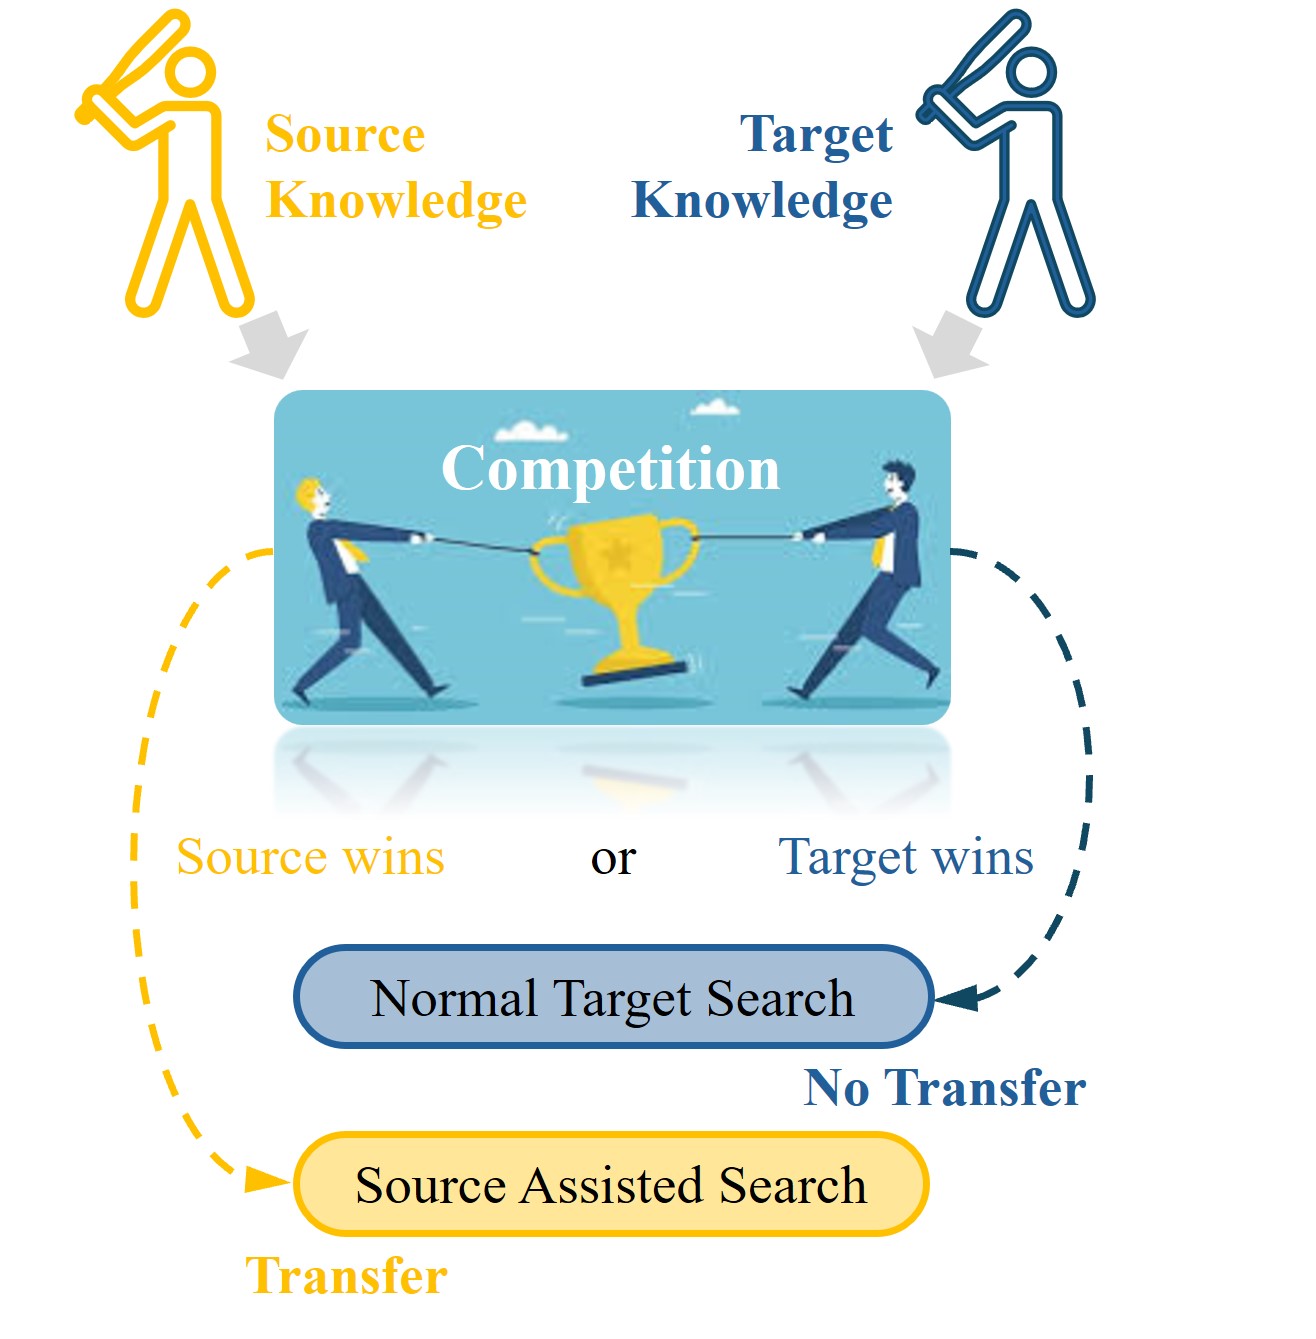 Source
Knowledge
Target
Knowledge
Competition
Source wins
or
Target wins
Normal Target Search
No Transfer
Source Assisted Search
Transfer